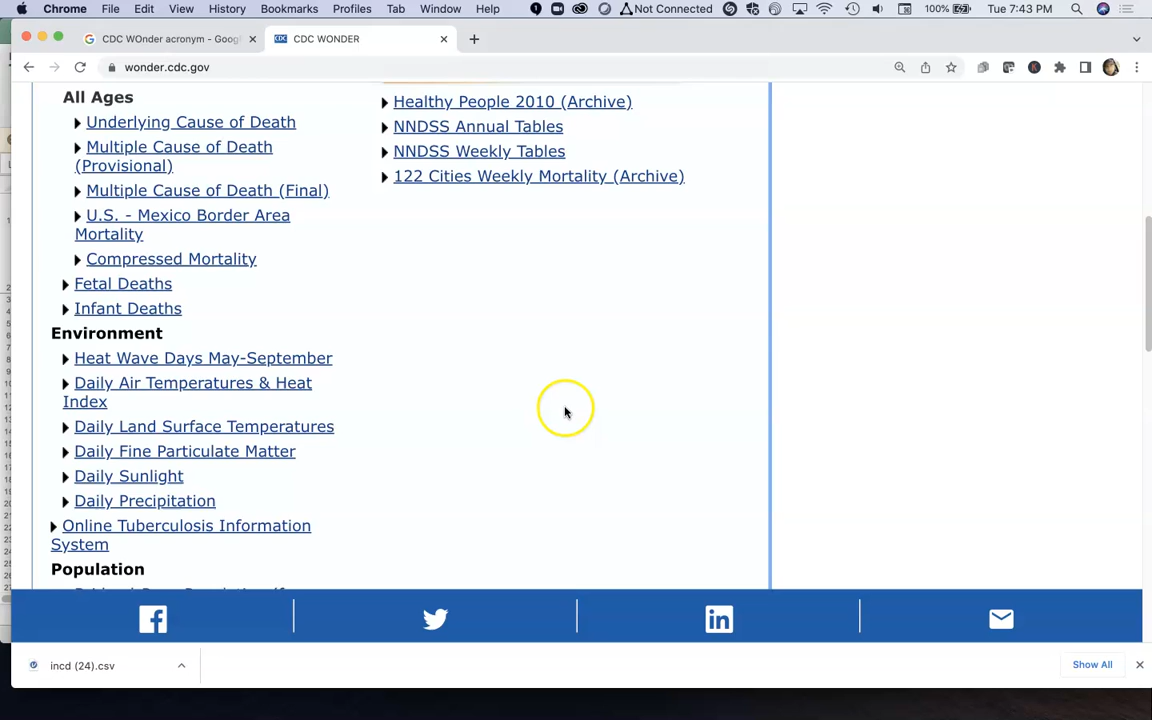 Chrome File Edit View History Bookmarks Profiles Tab Window Help Not Connected 100% Tue 7:43 PM
CDC WOnder acronym - Goog
CDC WONDER
wonder.cdc.gov
All Ages
Underlying Cause of Death
Multiple Cause of Death
(Provisional)
Multiple Cause of Death (Final)
U.S. - Mexico Border Area
Mortality
Compressed Mortality
Fetal Deaths
Infant Deaths
Environment
Heat Wave Days May-September
Daily Air Temperatures & Heat
Index
Daily Land Surface Temperatures
Daily Fine Particulate Matter
Daily Sunlight
Daily Precipitation
Online Tuberculosis Information
System
Population
Healthy People 2010 (Archive)
NNDSS Annual Tables
NNDSS Weekly Tables
122 Cities Weekly Mortality (Archive)
incd (24).csv
Show All